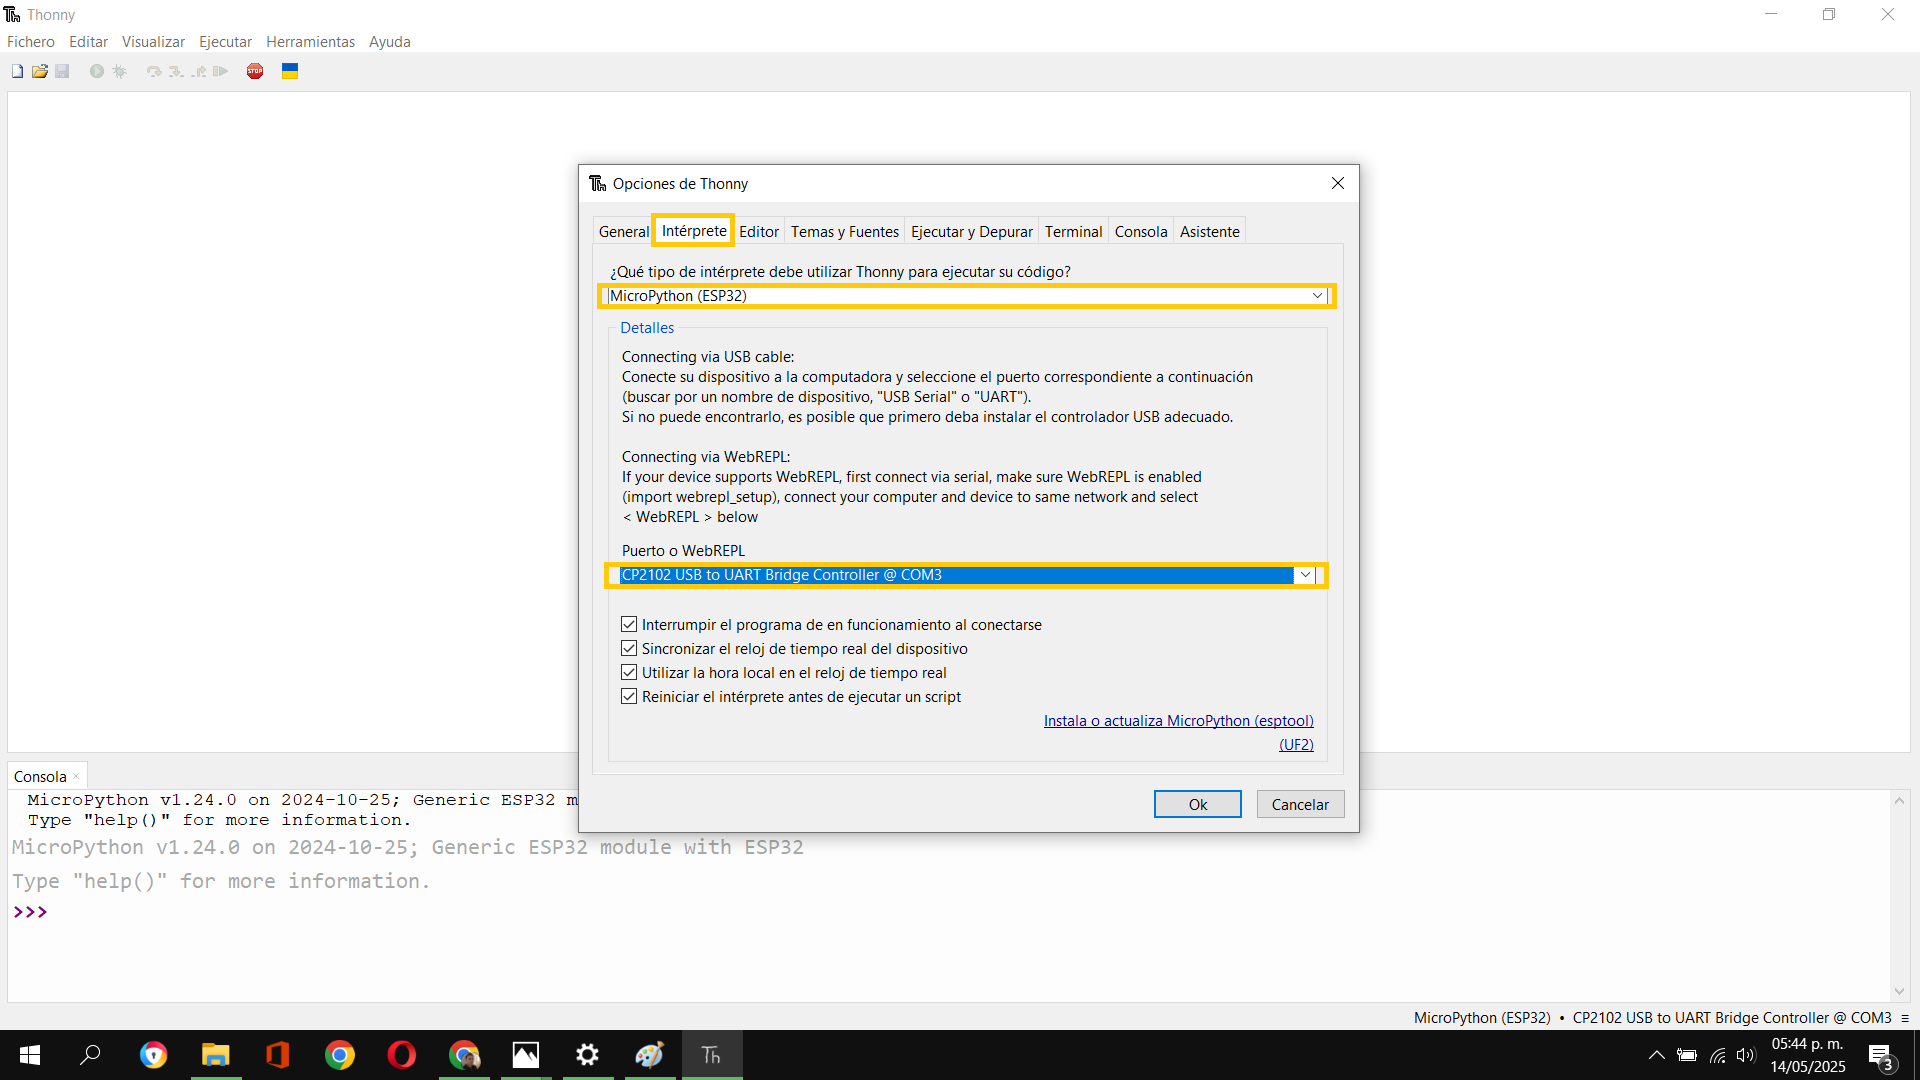 Thonny
Fichero Editar Visualizar Ejecutar Herramientas Ayuda
STOP
Opciones de Thonny
General Intérprete Editor Temas y Fuentes Ejecutar y Depurar Terminal Consola Asistente
¿Qué tipo de intérprete debe utilizar Thonny para ejecutar su código?
MicroPython (ESP32)
Detalles
Connecting via USB cable:
Conecte su dispositivo a la computadora y seleccione el puerto correspondiente a continuación
(buscar por un nombre de dispositivo, "USB Serial" o "UART").
Si no puede encontrarlo, es posible que primero deba instalar el controlador USB adecuado.
Connecting via WebREPL:
If your device supports WebREPL, first connect via serial, make sure WebREPL is enabled
(import webrepl_setup), connect your computer and device to same network and select
< WebREPL > below
Puerto o WebREPL
CP2102 USB to UART Bridge Controller @ COM3
Interrumpir el programa de en funcionamiento al conectarse
Sincronizar el reloj de tiempo real del dispositivo
Utilizar la hora local en el reloj de tiempo real
Reiniciar el intérprete antes de ejecutar un script
Instala o actualiza MicroPython (esptool)
(UF2)
Ok Cancelar
Consola
MicroPython v1.24.0 on 2024-10-25; Generic ESP32 m
Type "help()" for more information.
MicroPython v1.24.0 on 2024-10-25; Generic ESP32 module with ESP32
Type "help()" for more information.
>>>
MicroPython (ESP32) • CP2102 USB to UART Bridge Controller @ COM3 ≡
Th
05:44 p. m.
14/05/2025
3